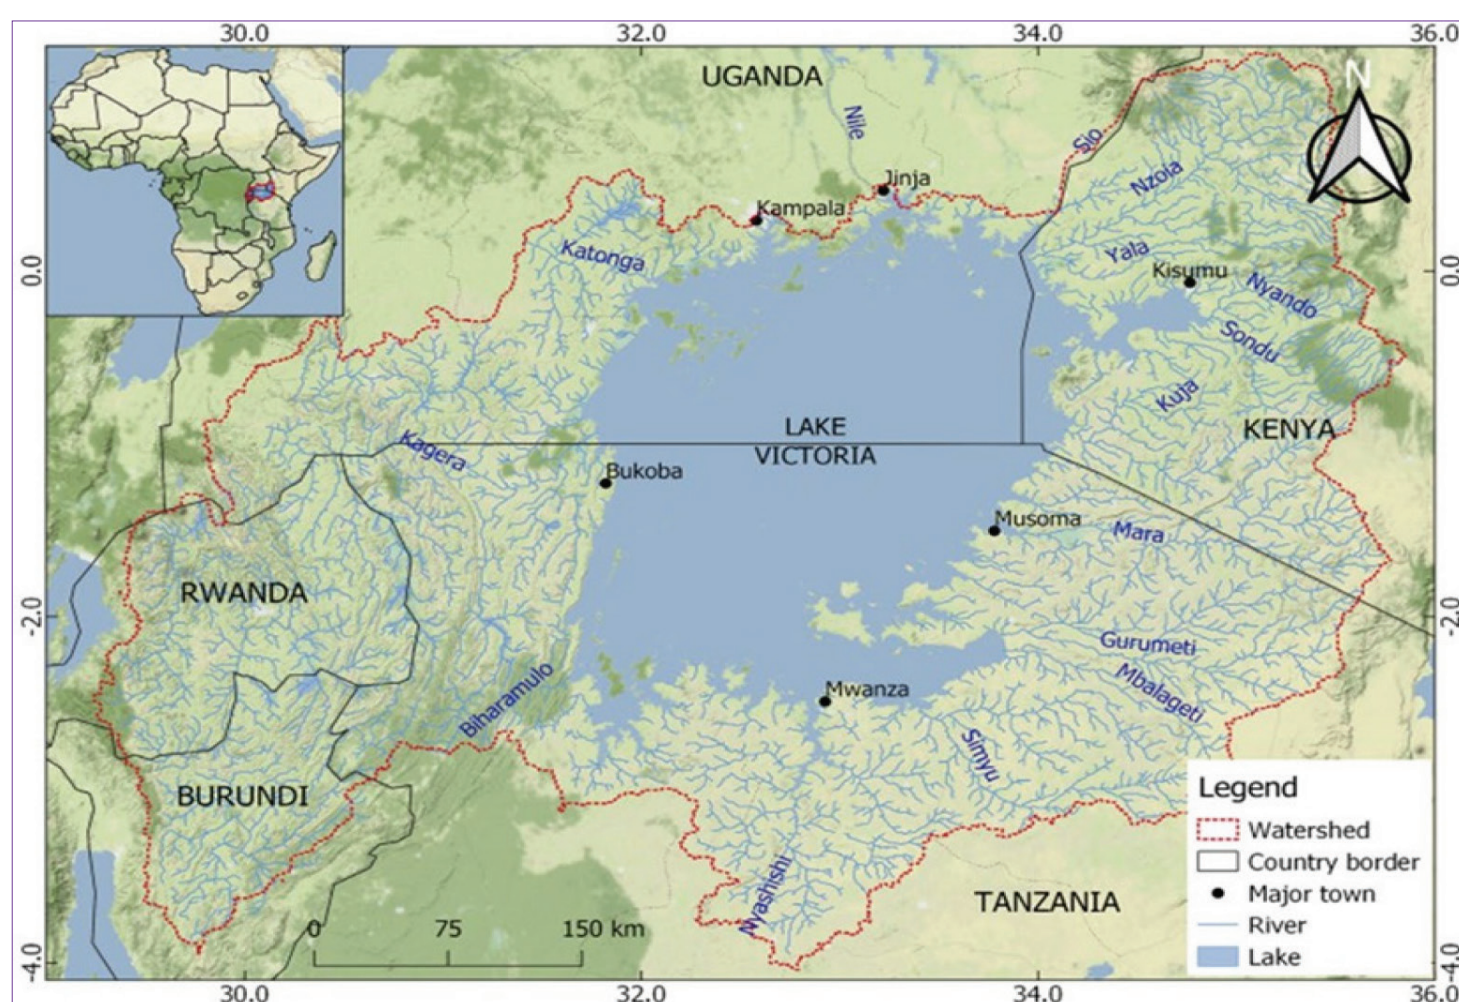 30.0
32.0
34.0
36.0
UGANDA
N
Nile
Sio
Jinja
Nzoia
Kampala
Katonga
Yala
Kisumu
Nyando
0.0
0.0
Sondu
Kuja
LAKE
VICTORIA
KENYA
Kagera
Bukoba
Musoma
Mara
RWANDA
-2.0
-2.0
Gurumeti
Mbalageti
Biharamulo
Mwanza
Simyu
BURUNDI
Nyashishi
TANZANIA
0
75
150 km
Legend
Watershed
Country border
Major town
River
Lake
-4.0
-4.0
30.0
32.0
34.0
36.0